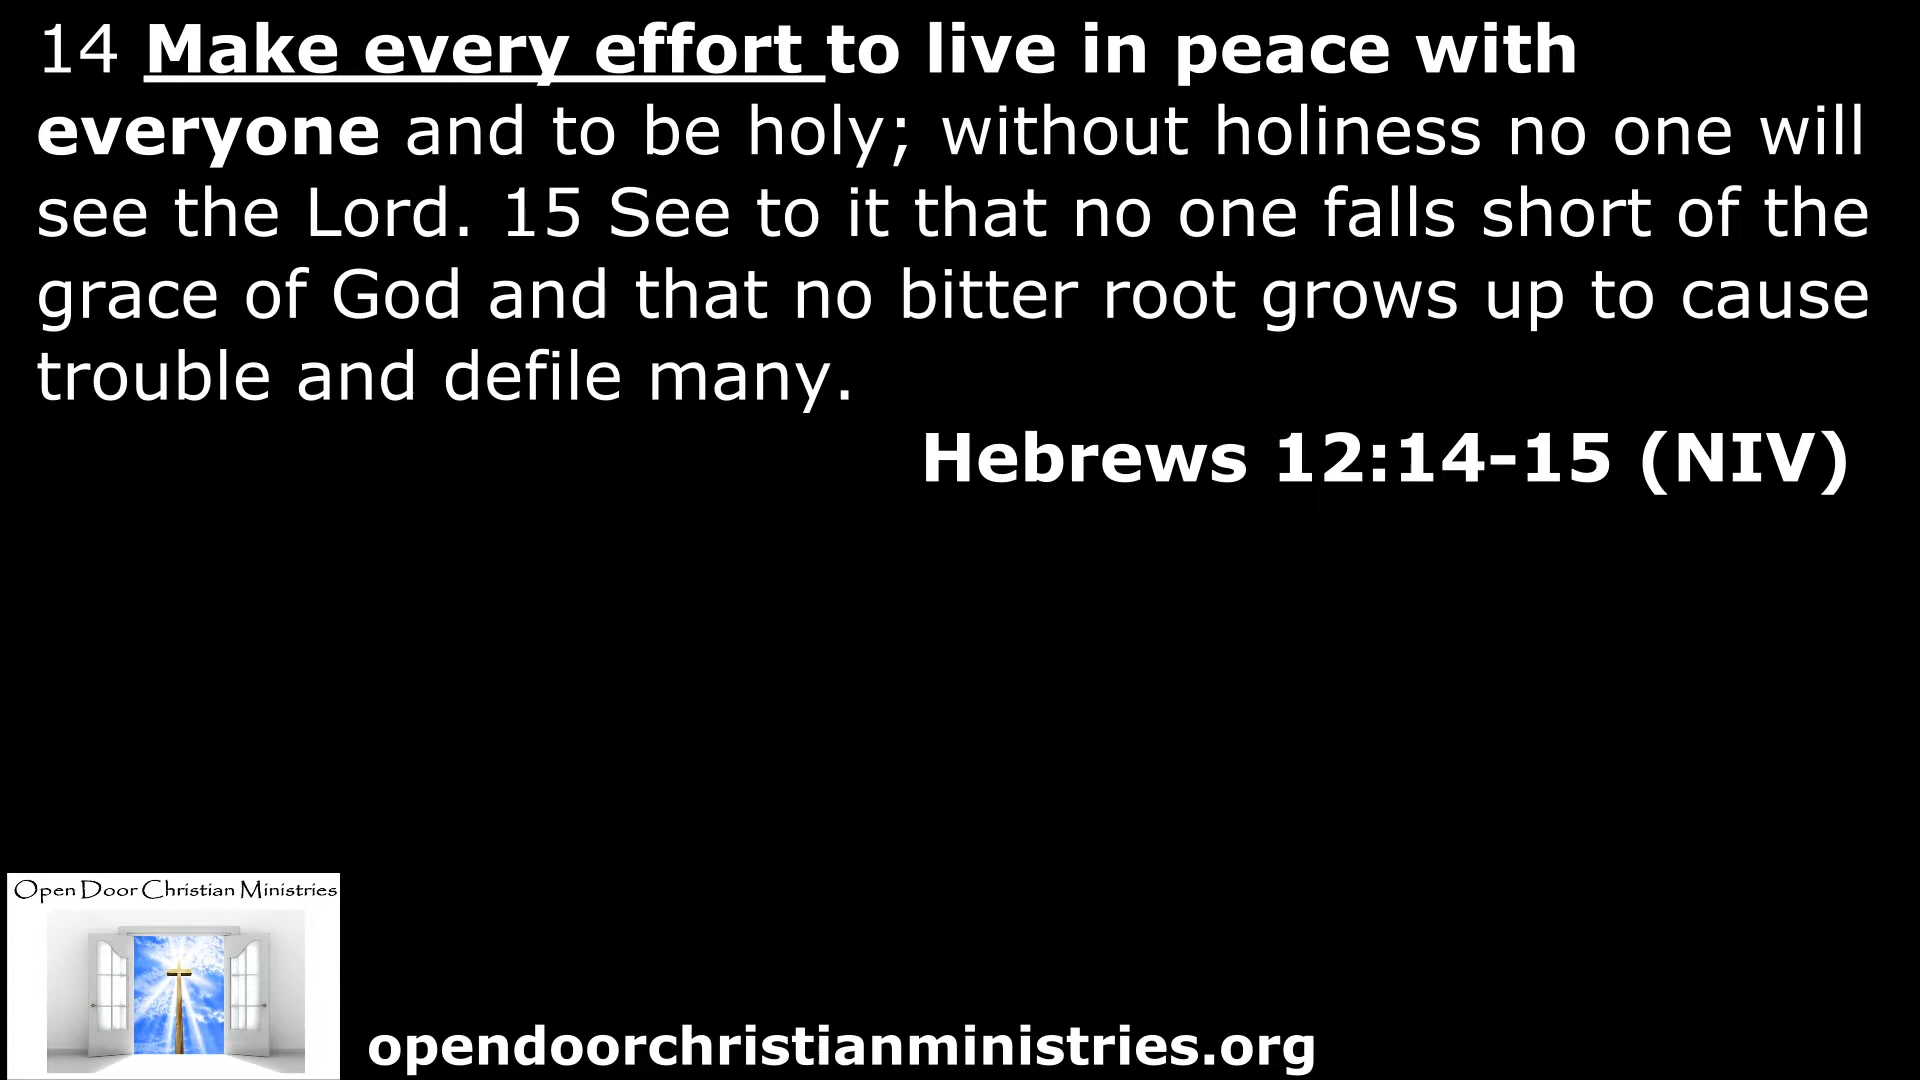 14 Make every effort to live in peace with
everyone and to be holy; without holiness no one will
see the Lord. 15 See to it that no one falls short of the
grace of God and that no bitter root grows up to cause
trouble and defile many.
Hebrews 12:14-15 (NIV)
Open Door Christian Ministries
opendoorchristianministries.org